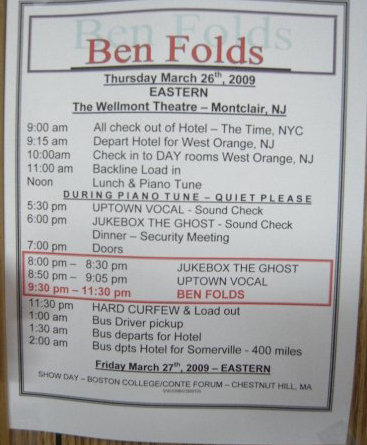 Ben Folds
Ben Folds
Thursday March 26th, 2009
EASTERN
The Wellmont Theatre – Montclair, NJ
9:00 am All check out of Hotel – The Time, NYC
9:15 am Depart Hotel for West Orange, NJ
10:00am Check in to DAY rooms West Orange, NJ
11:00 am Backline Load in
Noon Lunch & Piano Tune
DURING PIANO TUNE – QUIET PLEASE
5:30 pm UPTOWN VOCAL - Sound Check
6:00 pm JUKEBOX THE GHOST - Sound Check
Dinner – Security Meeting
7:00 pm Doors
8:00 pm – 8:30 pm JUKEBOX THE GHOST
8:50 pm – 9:05 pm UPTOWN VOCAL
9:30 pm – 11:30 pm BEN FOLDS
11:30 pm HARD CURFEW & Load out
1:00 am Bus Driver pickup
1:30 am Bus departs for Hotel
2:00 am Bus dpts Hotel for Somerville - 400 miles
Friday March 27th, 2009 – EASTERN
SHOW DAY – BOSTON COLLEGE/CONTE FORUM – CHESTNUT HILL, MA